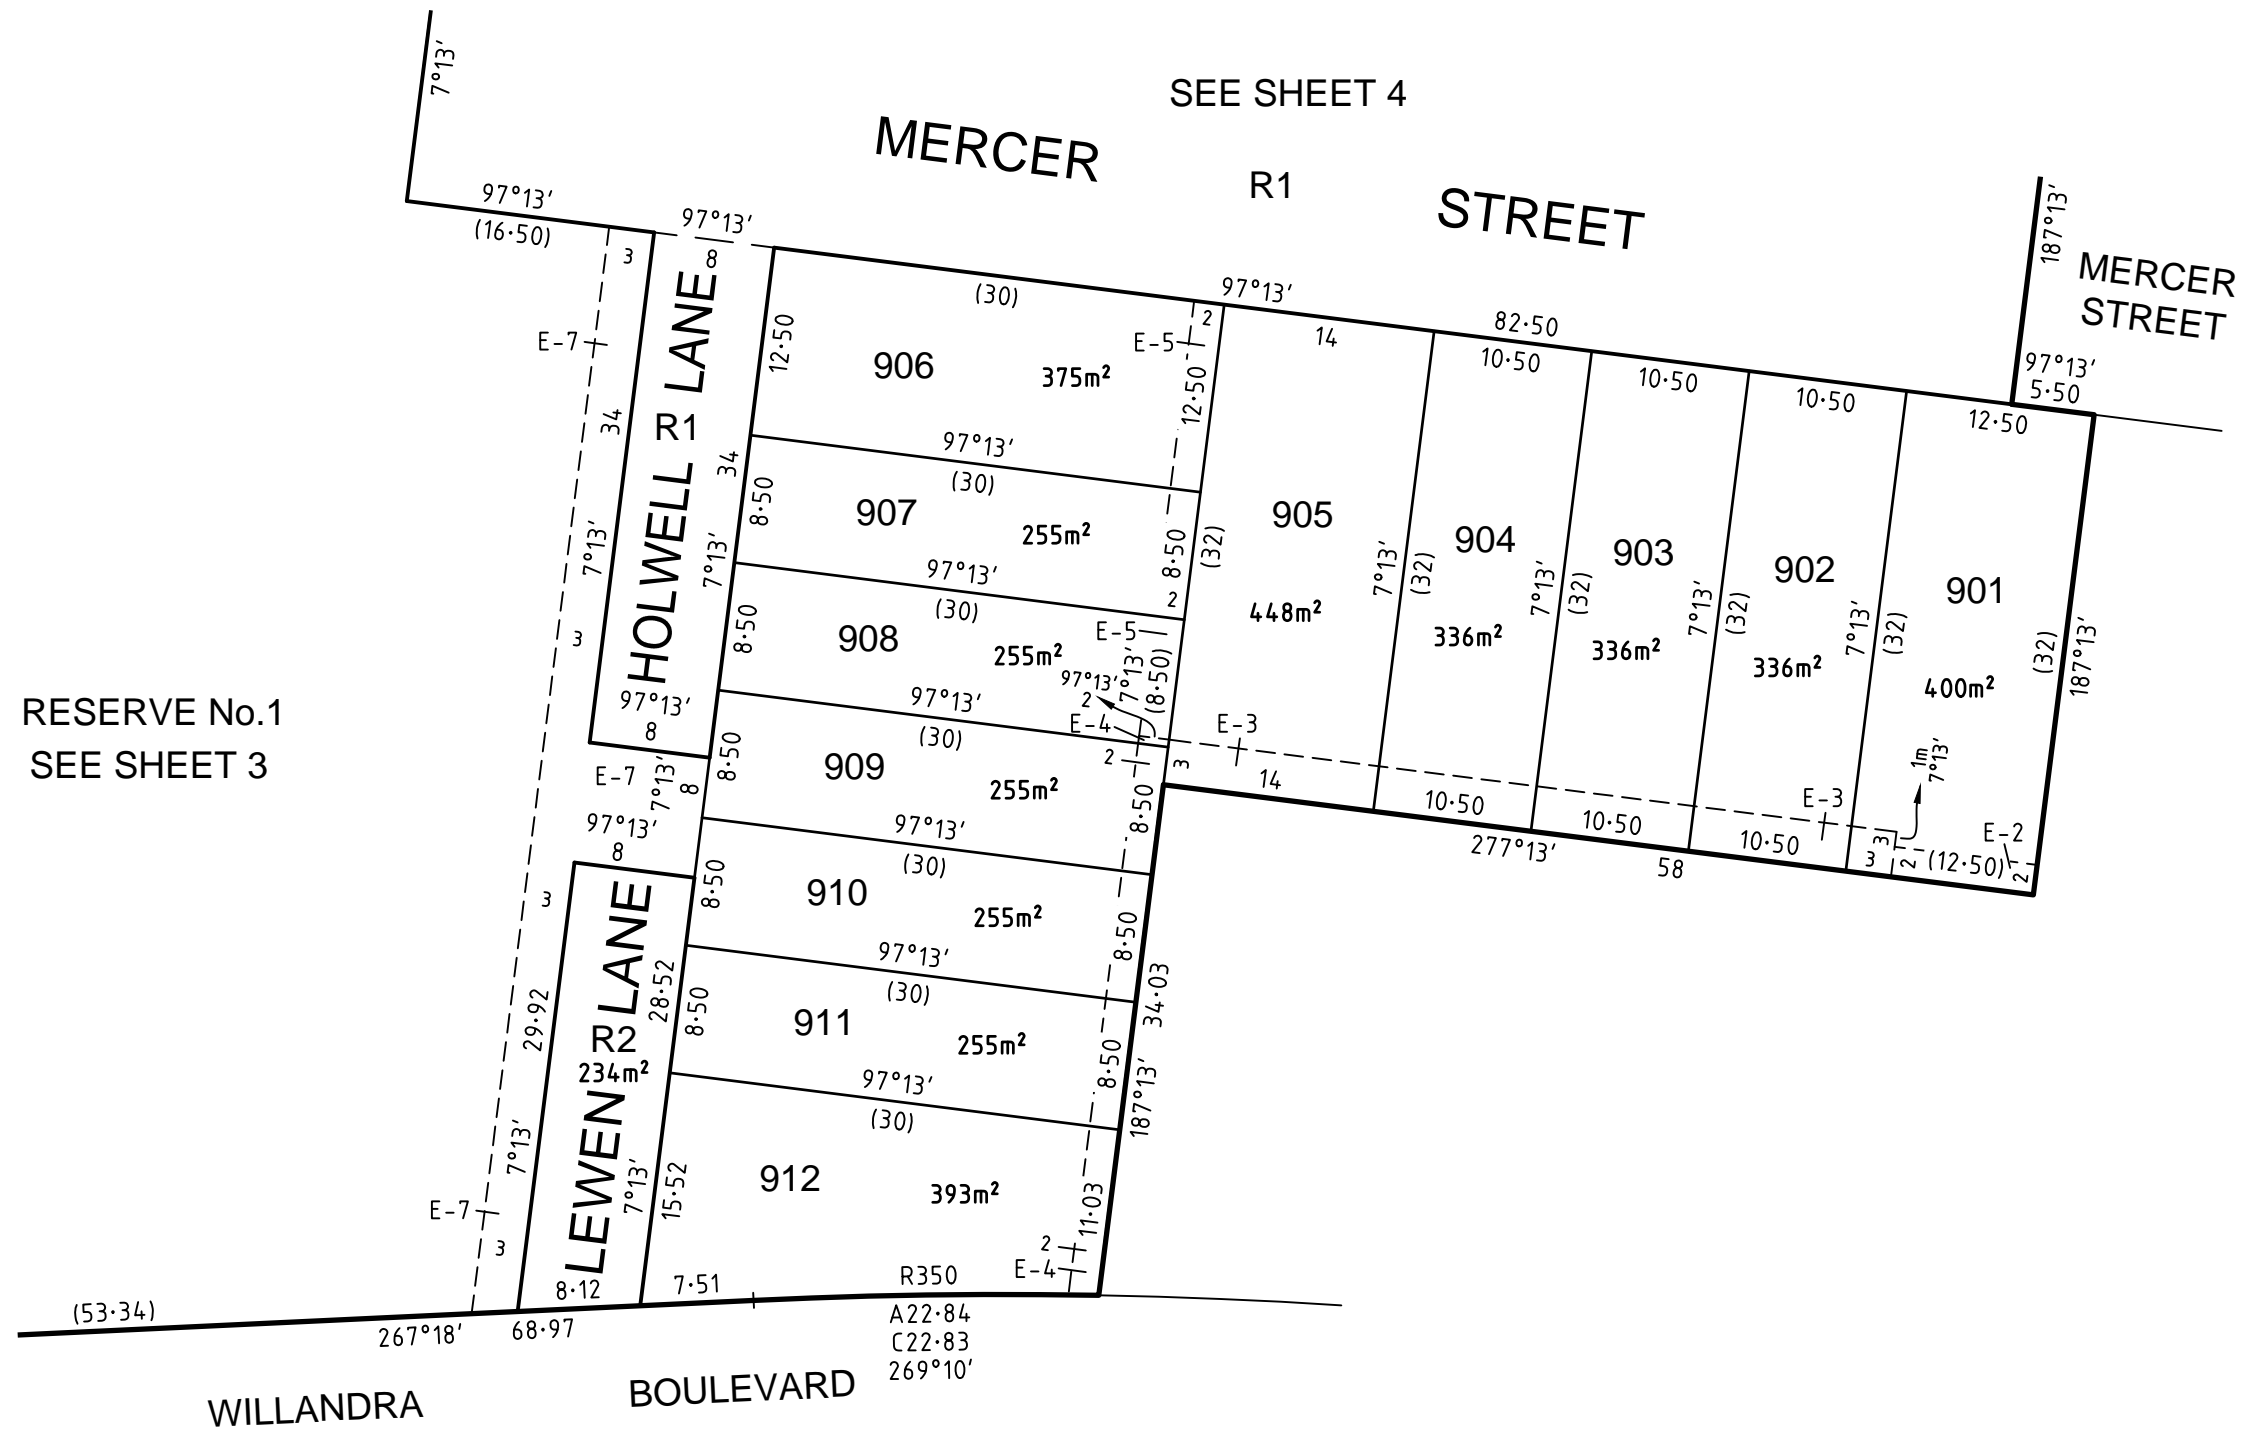 7°13'
SEE SHEET 4
MERCER STREET
R1
97°13'
(16·50)
97°13'
8
3
187°13'
MERCER
STREET
97°13'
5·50
(30)
97°13'
82·50
2
14
10·50
10·50
10·50
12·50
E-7
E-5
12·50
906
375m²
12·50
34
HOLWELL LANE
R1
34
7°13'
7°13'
3
97°13'
(30)
8·50
907
255m²
8·50
2
(32)
905
448m²
7°13'
(32)
904
336m²
7°13'
(32)
903
336m²
7°13'
(32)
902
336m²
7°13'
(32)
901
400m²
(32)
187°13'
97°13'
(30)
8·50
908
255m²
E-5
7°13'
(8·50)
97°13'
2
E-4
E-3
RESERVE No.1
SEE SHEET 3
97°13'
8
97°13'
(30)
8·50
909
255m²
2
8·50
3
14
10·50
10·50
10·50
E-3
1m
7°13'
3
3
2
(12·50)
E-2
2
277°13'
58
E-7
7°13'
8
97°13'
8
3
97°13'
(30)
8·50
910
255m²
8·50
29·92
LEWEN LANE
R2
234m²
28·52
7°13'
7°13'
97°13'
(30)
8·50
911
255m²
8·50
34·03
187°13'
97°13'
(30)
912
393m²
15·52
11·03
2
E-4
E-7
3
8·12
7·51
R350
A22·84
C22·83
269°10'
(53·34)
267°18'
68·97
WILLANDRA BOULEVARD